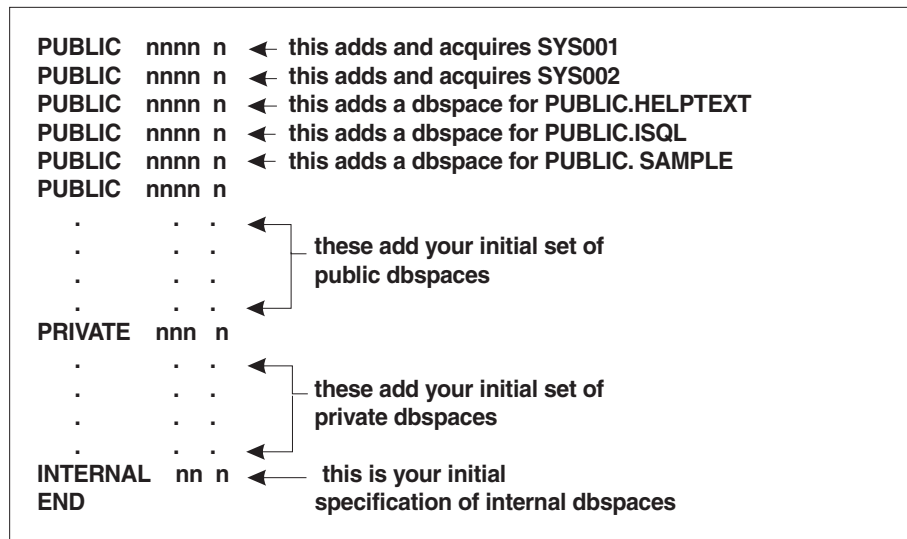 PUBLIC nnnn n this adds and acquires SYS001
PUBLIC nnnn n this adds and acquires SYS002
PUBLIC nnnn n this adds a dbspace for PUBLIC.HELPTEXT
PUBLIC nnnn n this adds a dbspace for PUBLIC.ISQL
PUBLIC nnnn n this adds a dbspace for PUBLIC. SAMPLE
PUBLIC nnnn n
. . .
. . . these add your initial set of
. . . public dbspaces
. . .
PRIVATE nnn n
. . .
. . . these add your initial set of
. . . private dbspaces
. . .
INTERNAL nn n this is your initial
END specification of internal dbspaces